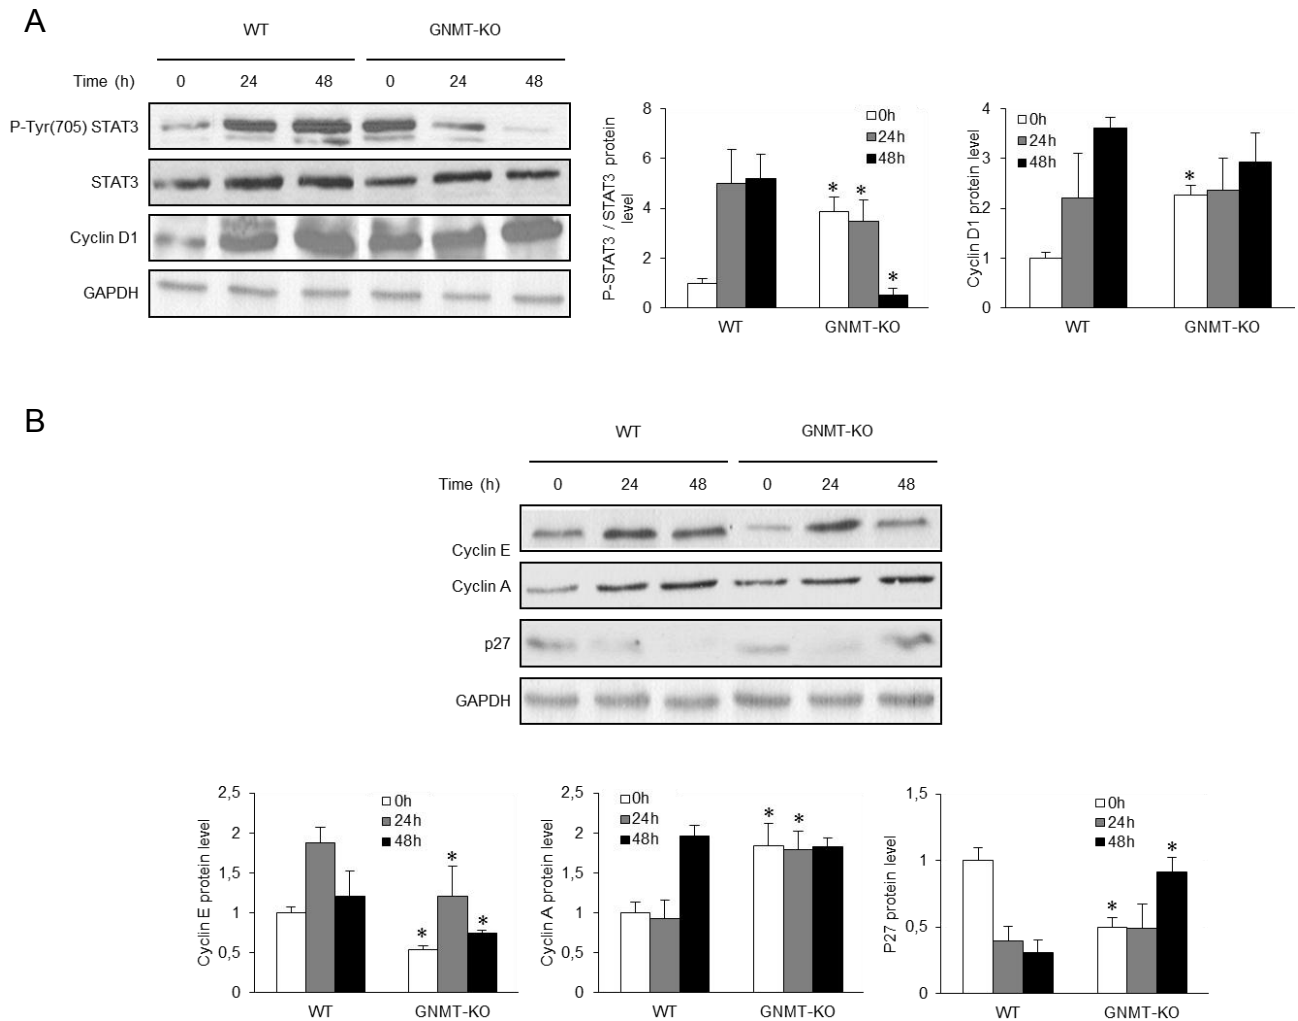 A
WT GNMT-KO
Time (h) 0 24 48 0 24 48
P-Tyr(705) STAT3
STAT3
Cyclin D1
GAPDH
P-STAT3 / STAT3 protein
level
8
6
4
2
0
0h
24h
48h
* * *
WT GNMT-KO
Cyclin D1 protein level
4
3
2
1
0
0h
24h
48h
*
WT GNMT-KO
B
WT GNMT-KO
Time (h) 0 24 48 0 24 48
Cyclin E
Cyclin A
p27
GAPDH
Cyclin E protein level
2,5
2
1,5
1
0,5
0
0h
24h
48h
* * *
WT GNMT-KO
Cyclin A protein level
2,5
2
1,5
1
0,5
0
0h
24h
48h
* *
WT GNMT-KO
P27 protein level
1,5
1
0,5
0
0h
24h
48h
* *
WT GNMT-KO